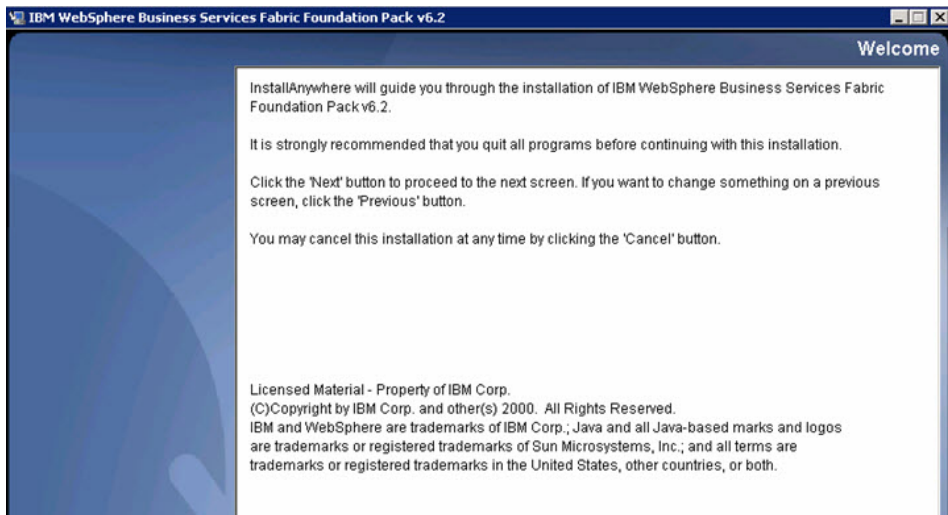 IBM WebSphere Business Services Fabric Foundation Pack v6.2
Welcome
InstallAnywhere will guide you through the installation of IBM WebSphere Business Services Fabric
Foundation Pack v6.2.
It is strongly recommended that you quit all programs before continuing with this installation.
Click the 'Next' button to proceed to the next screen. If you want to change something on a previous
screen, click the 'Previous' button.
You may cancel this installation at any time by clicking the 'Cancel' button.
Licensed Material - Property of IBM Corp.
(C)Copyright by IBM Corp. and other(s) 2000. All Rights Reserved.
IBM and WebSphere are trademarks of IBM Corp.; Java and all Java-based marks and logos
are trademarks or registered trademarks of Sun Microsystems, Inc.; and all terms are
trademarks or registered trademarks in the United States, other countries, or both.